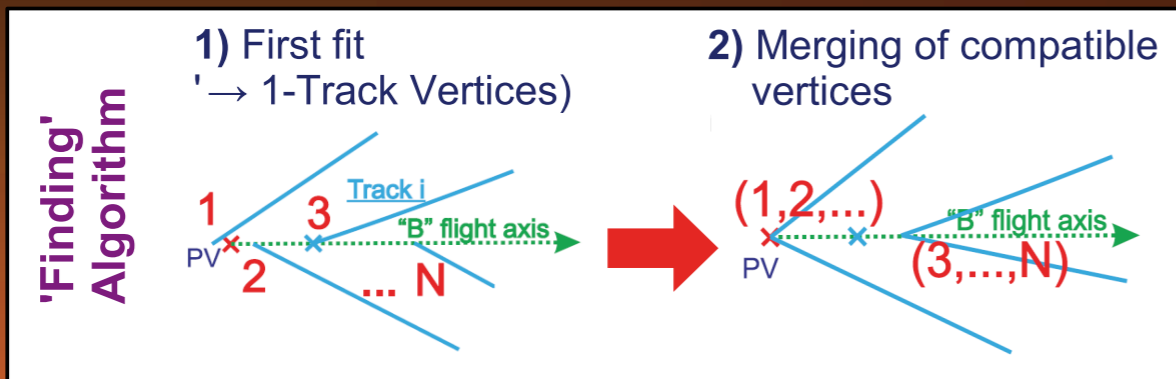 'Finding'
Algorithm
1) First fit
' → 1-Track Vertices)
1
2
3
Track i
"B" flight axis
PV
... N
2) Merging of compatible
vertices
(1,2,...)
"B" flight axis
PV
(3,...,N)